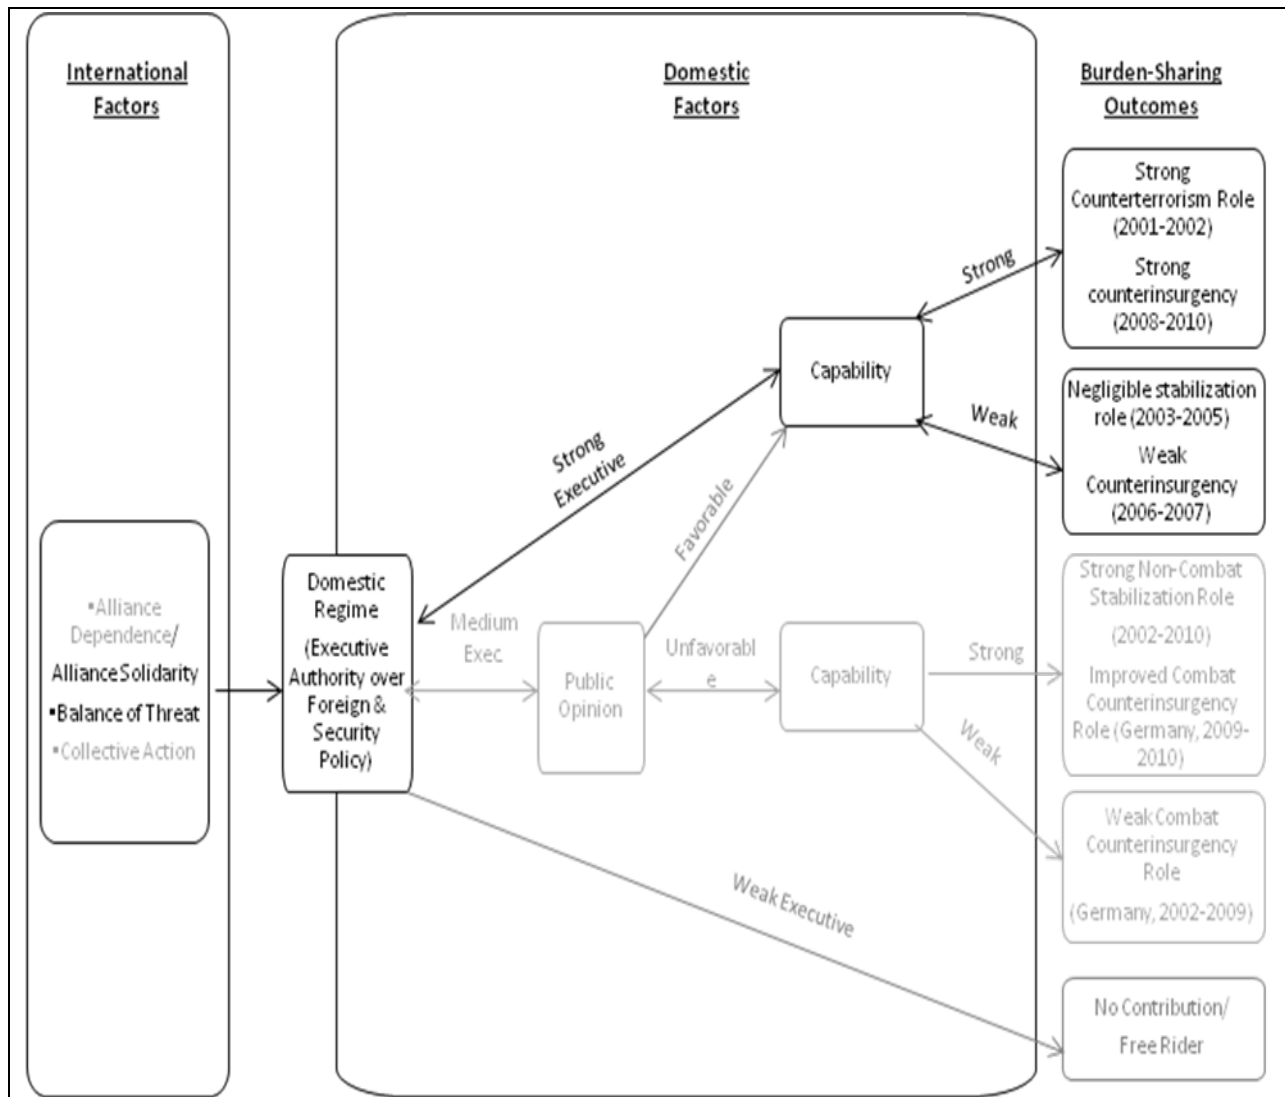 International
Factors
▪Alliance
Dependence/
Alliance Solidarity
▪Balance of Threat
▪Collective Action
Domestic
Factors
Domestic
Regime
(Executive
Authority over
Foreign &
Security
Policy)
Strong
Executive
Medium
Exec
Weak Executive
Public
Opinion
Favorable
Unfavorabl
e
Capability
Strong
Weak
Capability
Strong
Weak
Burden-Sharing
Outcomes
Strong
Counterterrorism Role
(2001-2002)
Strong
counterinsurgency
(2008-2010)
Negligible stabilization
role (2003-2005)
Weak
Counterinsurgency
(2006-2007)
Strong Non-Combat
Stabilization Role
(2002-2010)
Improved Combat
Counterinsurgency
Role (Germany, 2009-
2010)
Weak Combat
Counterinsurgency
Role
(Germany, 2002-2009)
No Contribution/
Free Rider